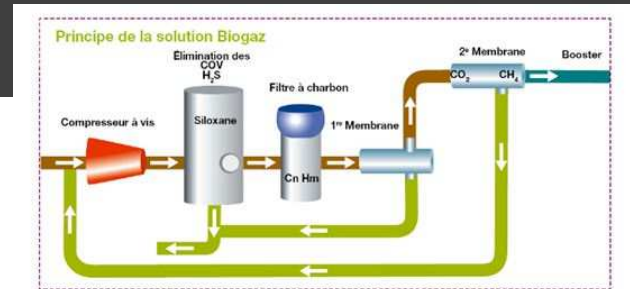 Principe de la solution Biogaz
Élimination des
COV
H₂S
Siloxane
Compresseur à vis
Filtre à charbon
Cn Hm
1re Membrane
2e Membrane
CO₂ CH₄
Booster